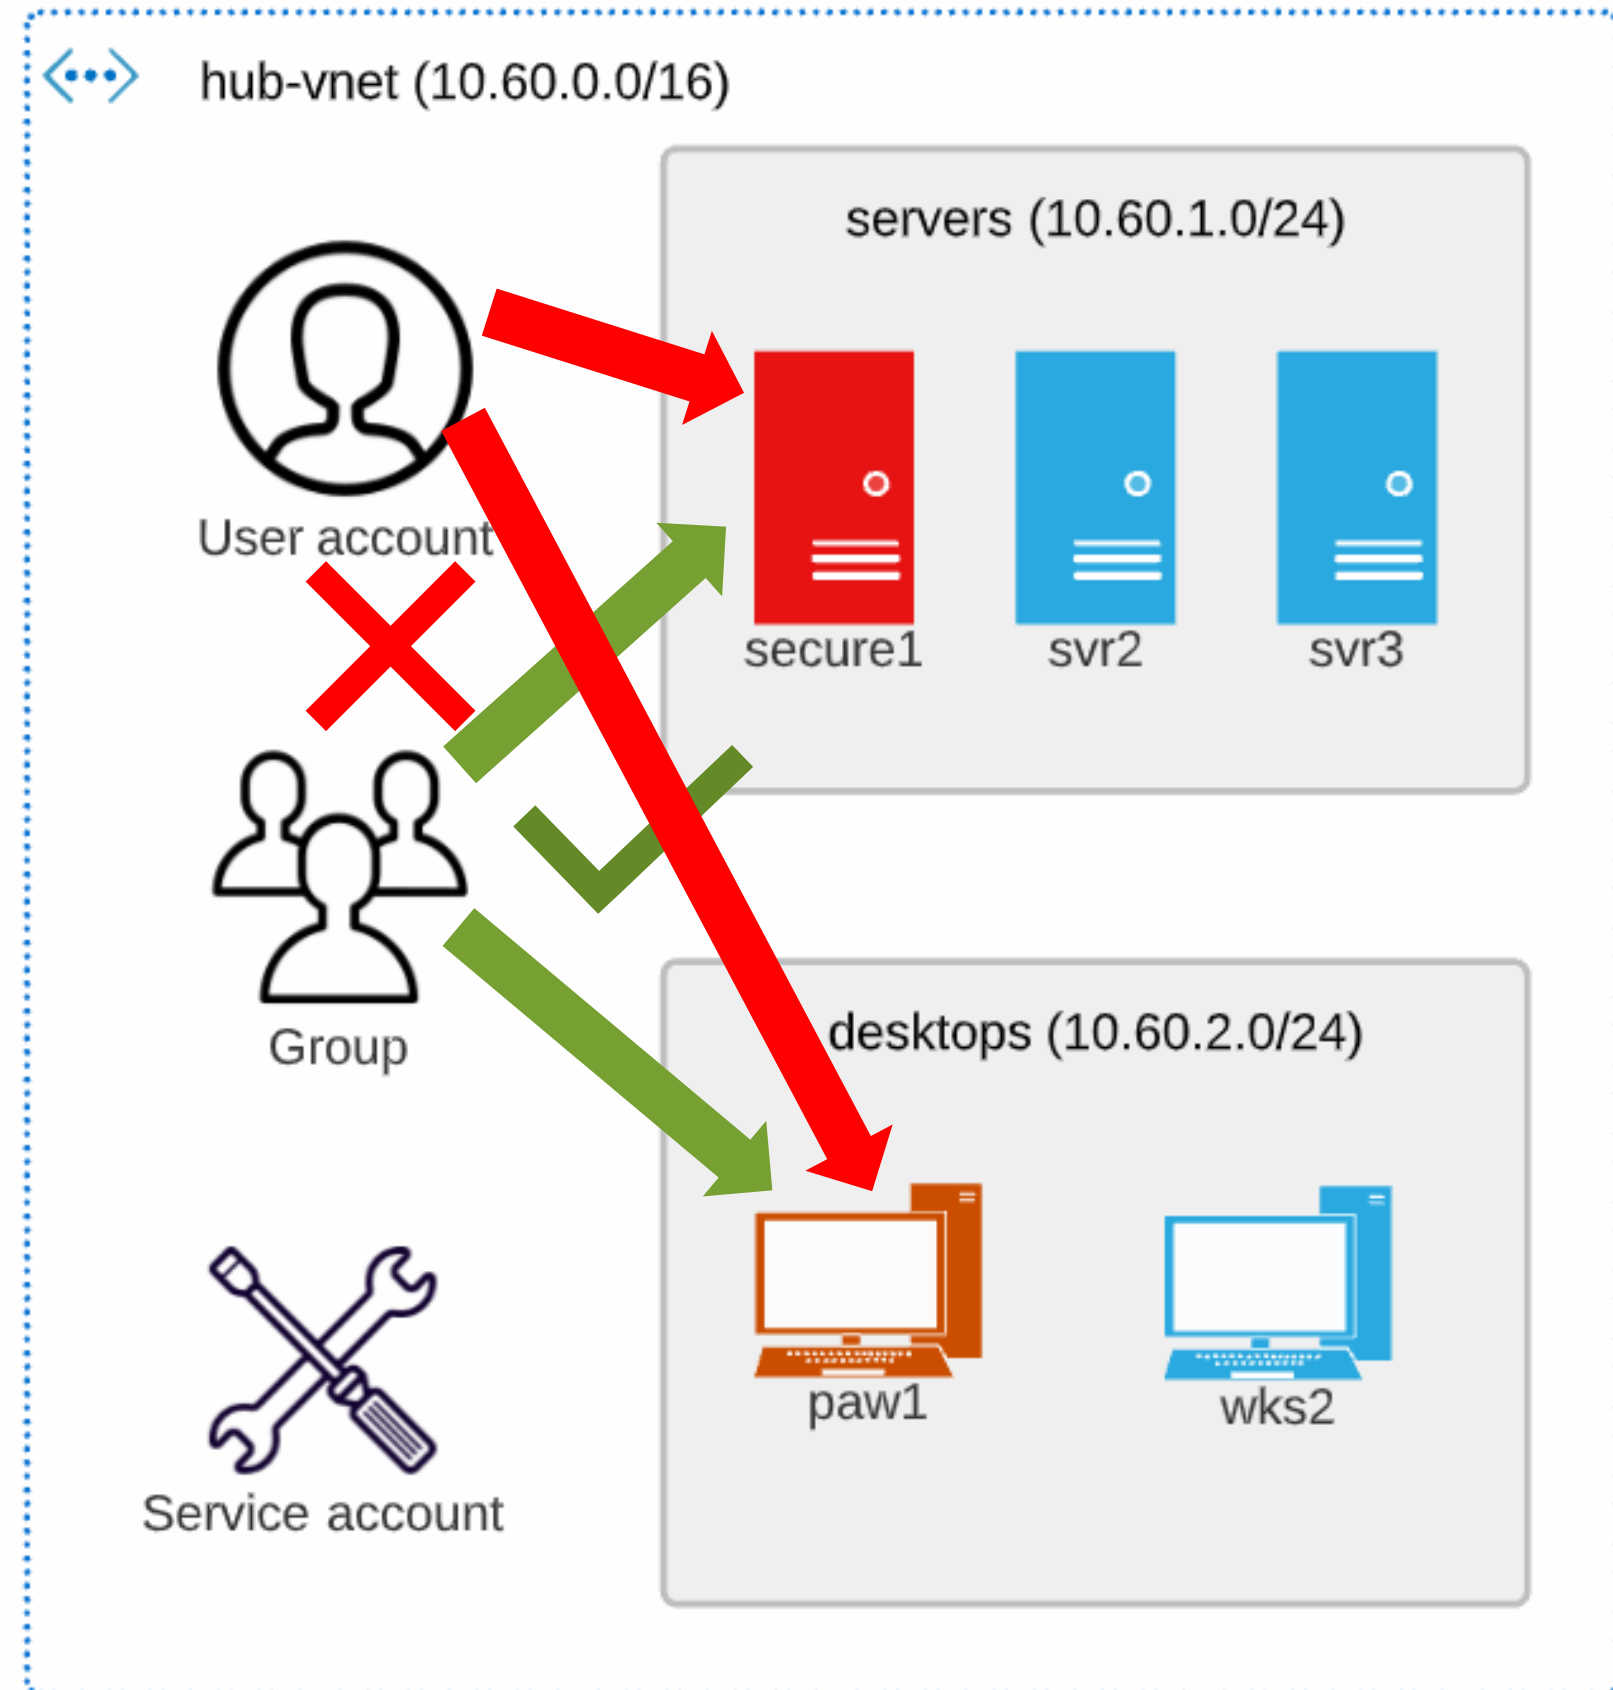 hub-vnet (10.60.0.0/16)
servers (10.60.1.0/24)
User account
secure1
svr2
svr3
Group
desktops (10.60.2.0/24)
paw1
wks2
Service account